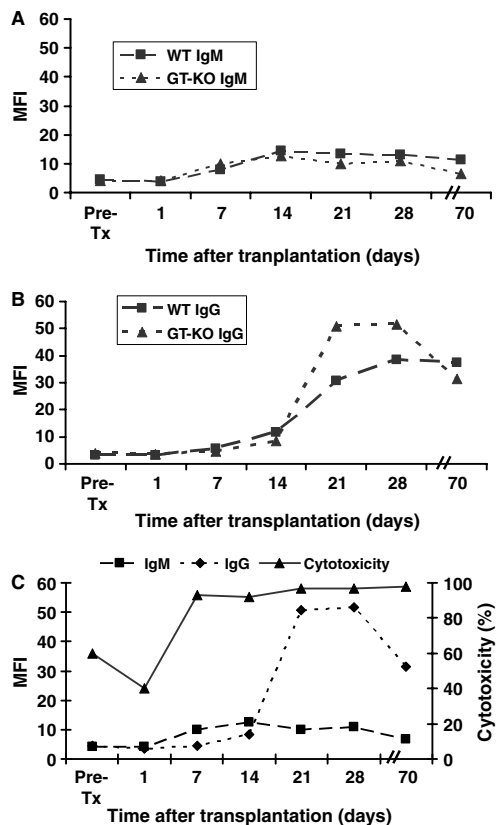 A
60
50
40
30
20
10
0
MFI
WT IgM
GT-KO IgM
Pre-Tx 1 7 14 21 28 70
Time after tranplantation (days)
B
60
50
40
30
20
10
0
MFI
WT IgG
GT-KO IgG
Pre-Tx 1 7 14 21 28 70
Time after transplantation (days)
C
IgM IgG Cytotoxicity
60
50
40
30
20
10
0
MFI
100
80
60
40
20
0
Cytotoxicity (%)
Pre-Tx 1 7 14 21 28 70
Time after transplantation (days)